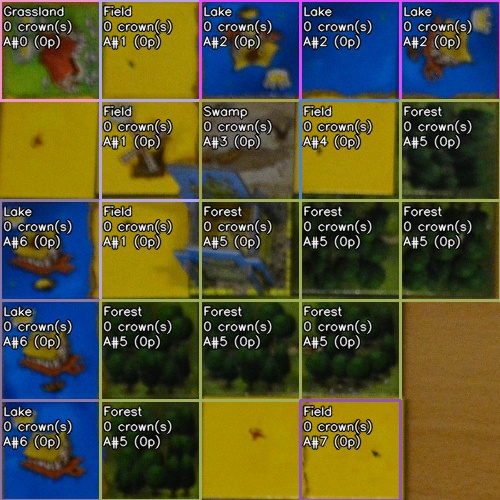 Grassland
0 crown(s)
A#0 (0p)
Field
0 crown(s)
A#1 (0p)
Lake
0 crown(s)
A#2 (0p)
Lake
0 crown(s)
A#2 (0p)
Lake
0 crown(s)
A#2 (0p)
Field
0 crown(s)
A#1 (0p)
Swamp
0 crown(s)
A#3 (0p)
Field
0 crown(s)
A#4 (0p)
Forest
0 crown(s)
A#5 (0p)
Lake
0 crown(s)
A#6 (0p)
Field
0 crown(s)
A#1 (0p)
Forest
0 crown(s)
A#5 (0p)
Forest
0 crown(s)
A#5 (0p)
Forest
0 crown(s)
A#5 (0p)
Lake
0 crown(s)
A#6 (0p)
Forest
0 crown(s)
A#5 (0p)
Forest
0 crown(s)
A#5 (0p)
Forest
0 crown(s)
A#5 (0p)
Lake
0 crown(s)
A#6 (0p)
Forest
0 crown(s)
A#5 (0p)
Field
0 crown(s)
A#7 (0p)